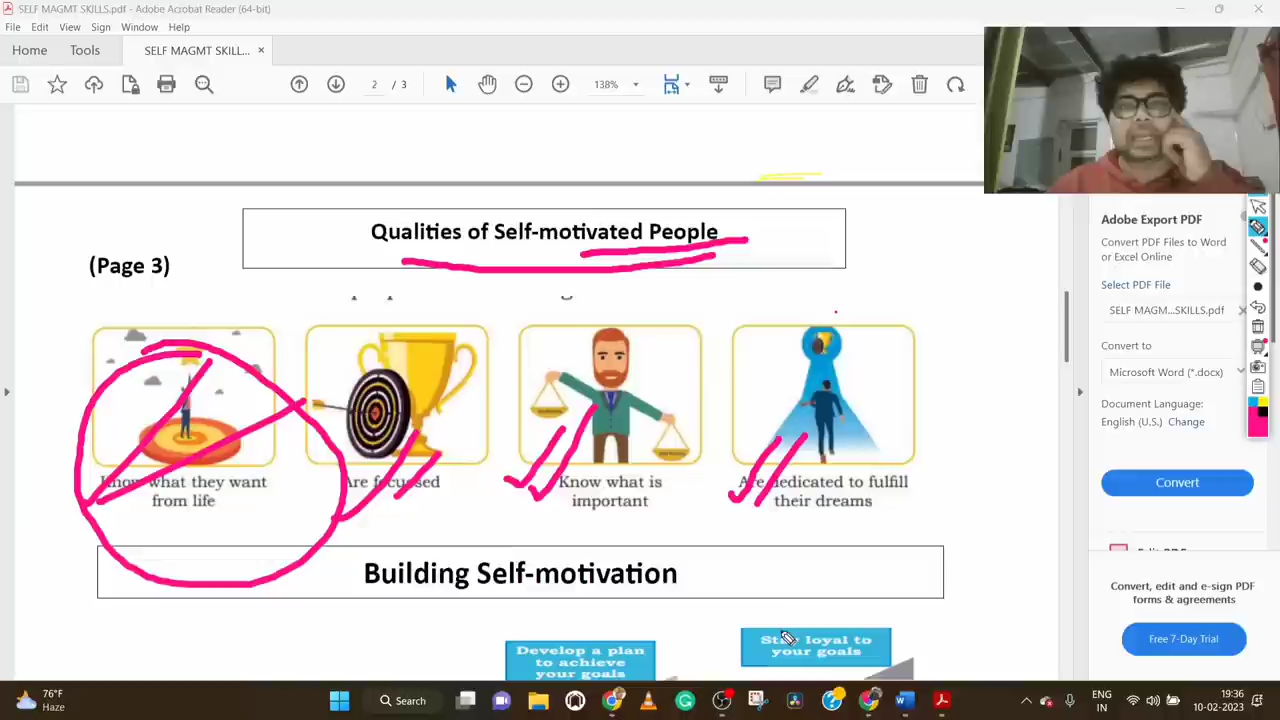 SELF MAGMT SKILLS.pdf - Adobe Acrobat Reader (64-bit)
File Edit View Sign Window Help
Home Tools SELF MAGMT SKILL... ×
2 / 3 138%
Qualities of Self-motivated People
(Page 3)
Know what they want
from life
Are focussed
Know what is
important
Are dedicated to fulfill
their dreams
Building Self-motivation
Develop a plan
to achieve
your goals
Stay loyal to
your goals
Adobe Export PDF
Convert PDF Files to Word
or Excel Online
Select PDF File
SELF MAGM...SKILLS.pdf
Convert to
Microsoft Word (*.docx)
Document Language:
English (U.S.) Change
Convert
Edit PDF
Convert, edit and e-sign PDF
forms & agreements
Free 7-Day Trial
76°F
Haze
Search
ENG
IN
19:36
10-02-2023